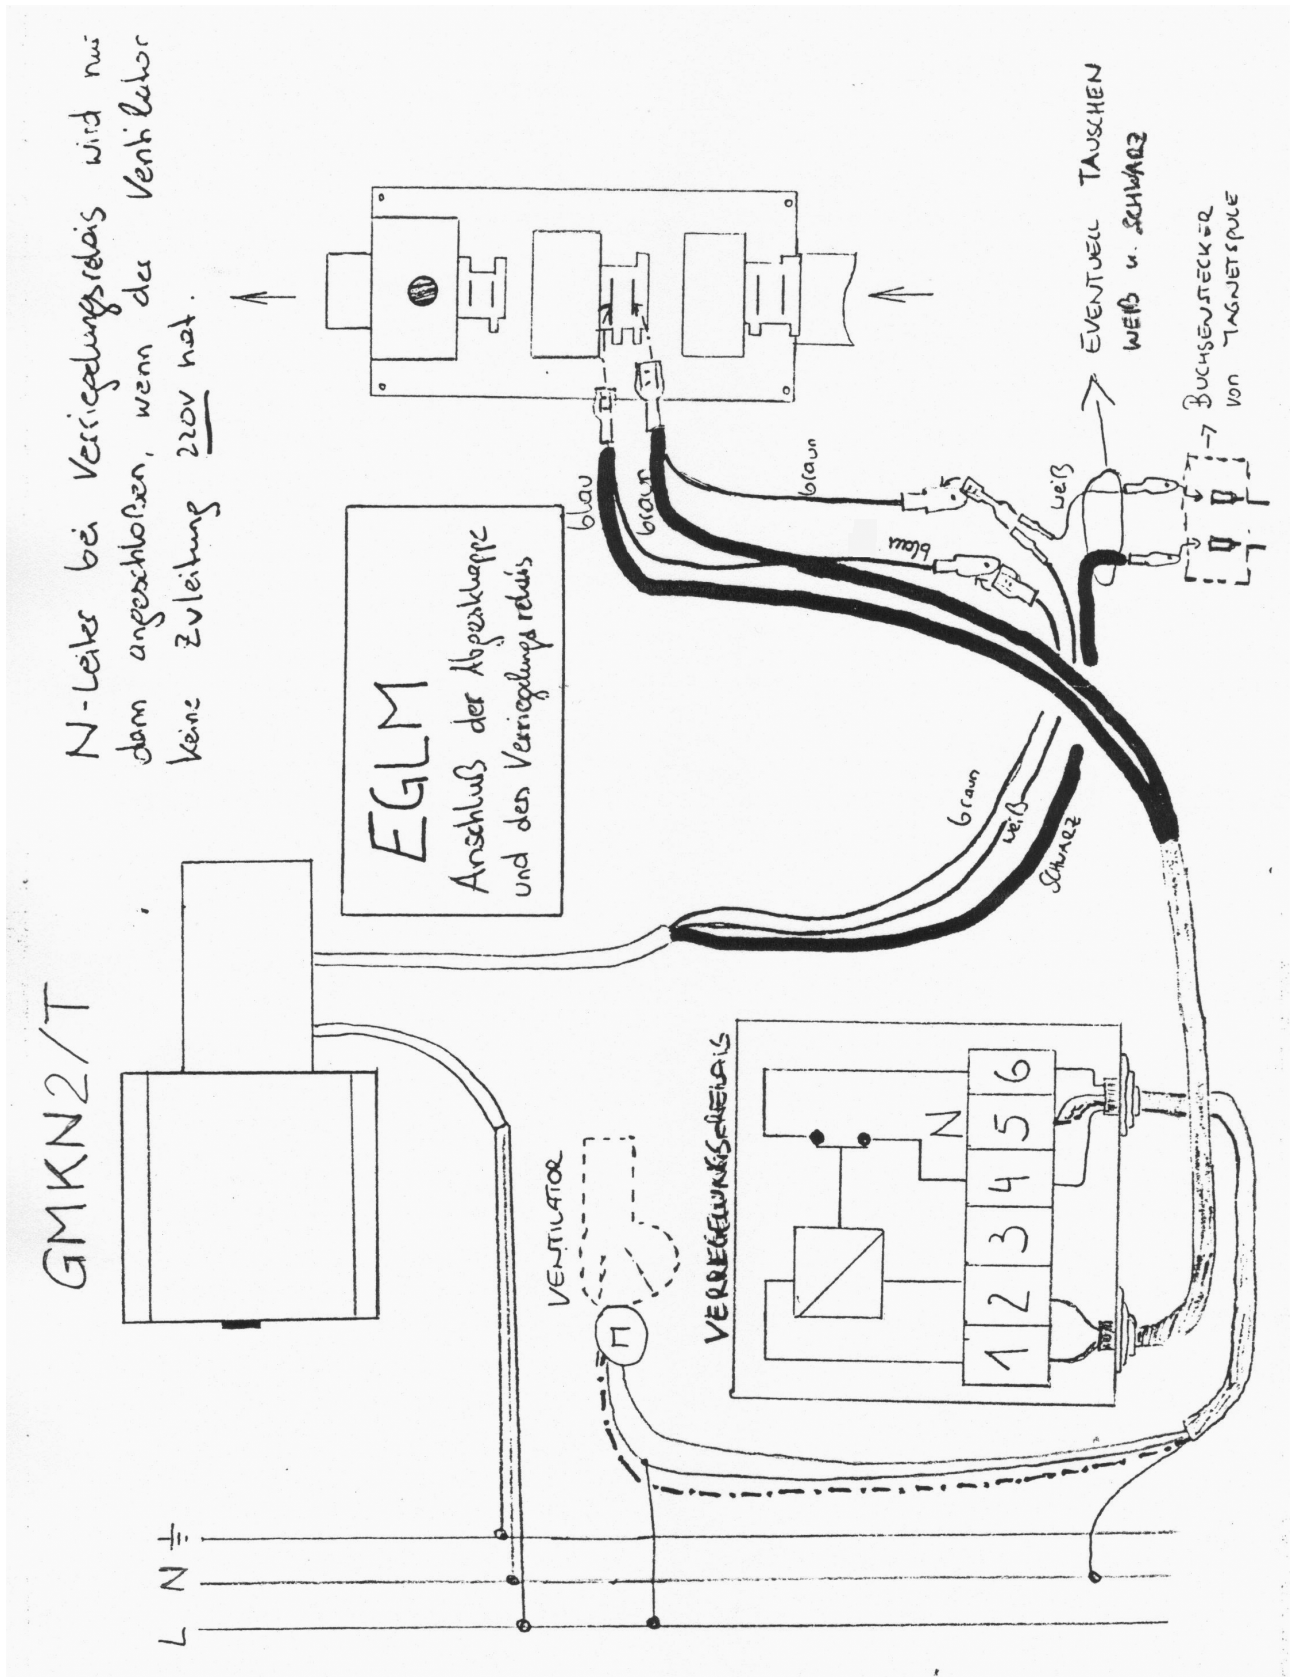 N-Leiter bei Verriegelungsrelais wird nur
dann angeschloßen, wenn der Ventilator
keine Zuleitung 220V hat.
GMKN2/T
EGLM
Anschluß der Abgasklappe
und des Verriegelungsrelais
blau
braun
braun
blau
weiß
EVENTUELL TAUSCHEN
WEIß u. SCHWARZ
BUCHSENSTECKER
VON MAGNETSPULE
braun
weiß
SCHWARZ
VENTILATOR
M
VERRIEGELUNGSRELAIS
N
1 2 3 4 5 6
L
N